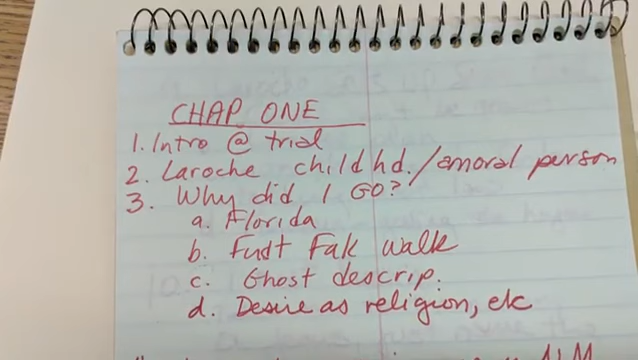 CHAP ONE
1. Intro @ trial
2. Laroche childhd./amoral person
3. Why did I GO?
a. Florida
b. Fak walk
c. Ghost descrip.
d. Desire as religion, etc